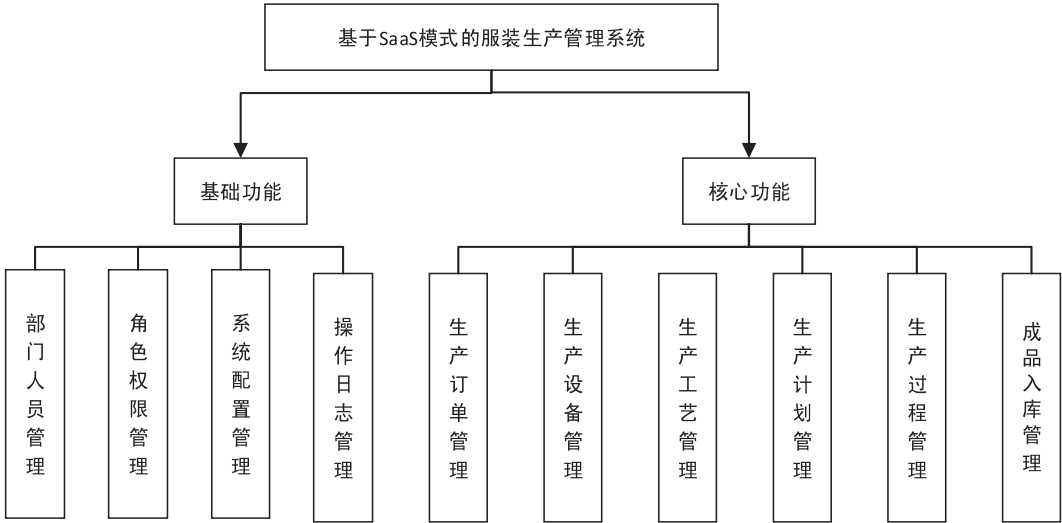 基于SaaS模式的服装生产管理系统
基础功能
核心功能
部门人员管理
角色权限管理
系统配置管理
操作日志管理
生产订单管理
生产设备管理
生产工艺管理
生产计划管理
生产过程管理
成品入库管理